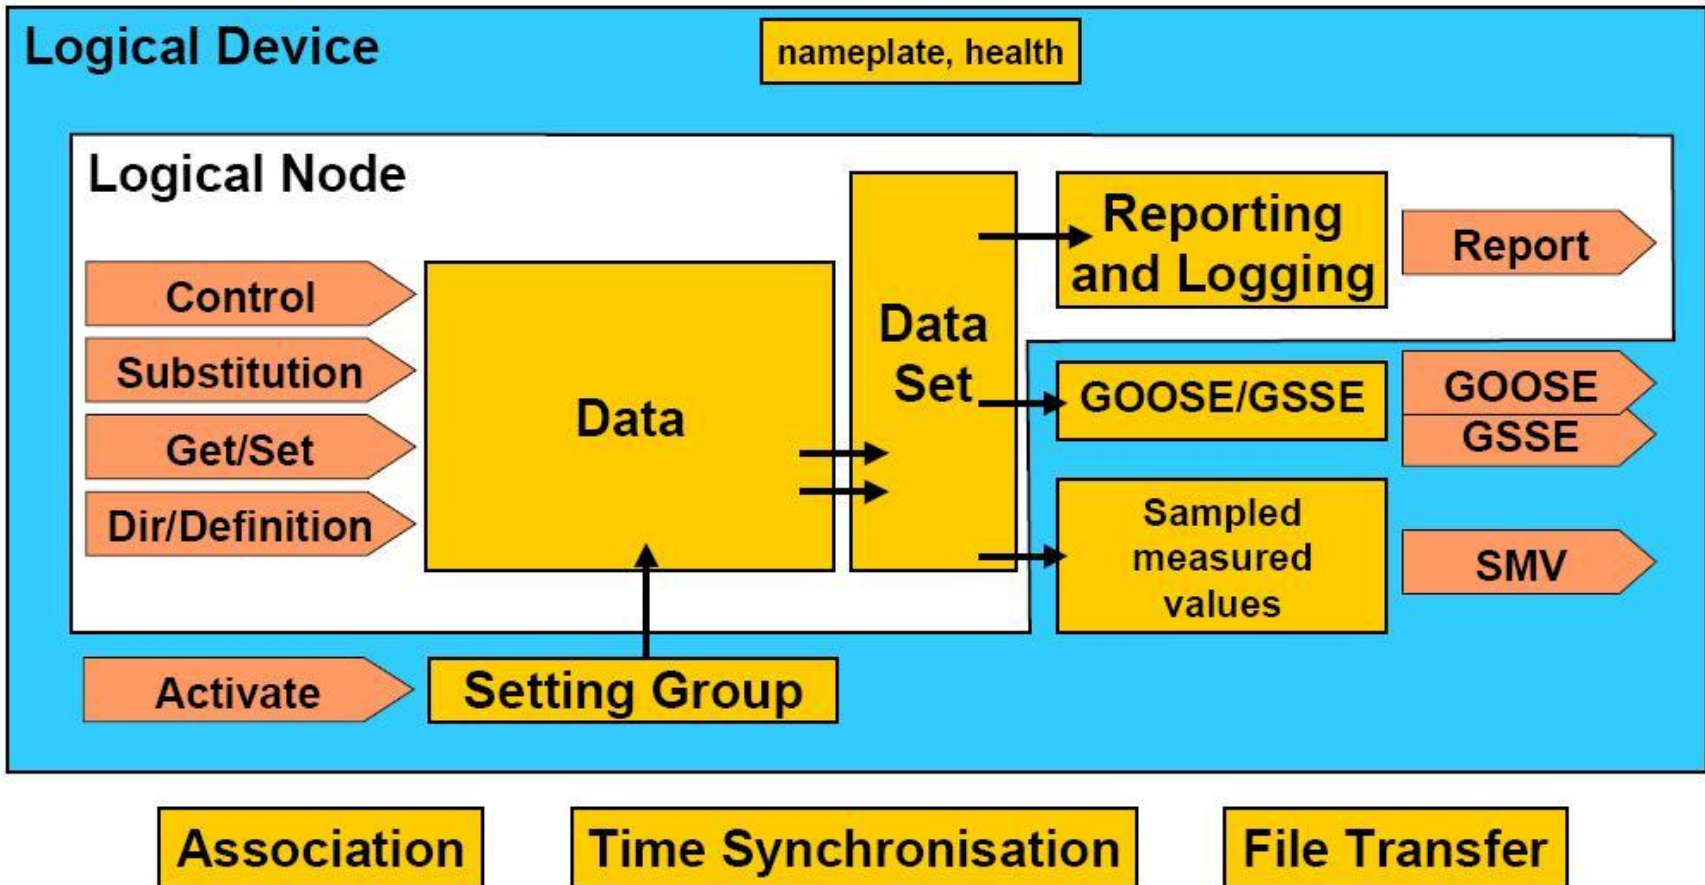 Logical Device
nameplate, health
Logical Node
Control
Substitution
Get/Set
Dir/Definition
Data
Data
Set
Reporting
and Logging
Report
GOOSE/GSSE
GOOSE
GSSE
Sampled
measured
values
SMV
Activate
Setting Group
Association
Time Synchronisation
File Transfer